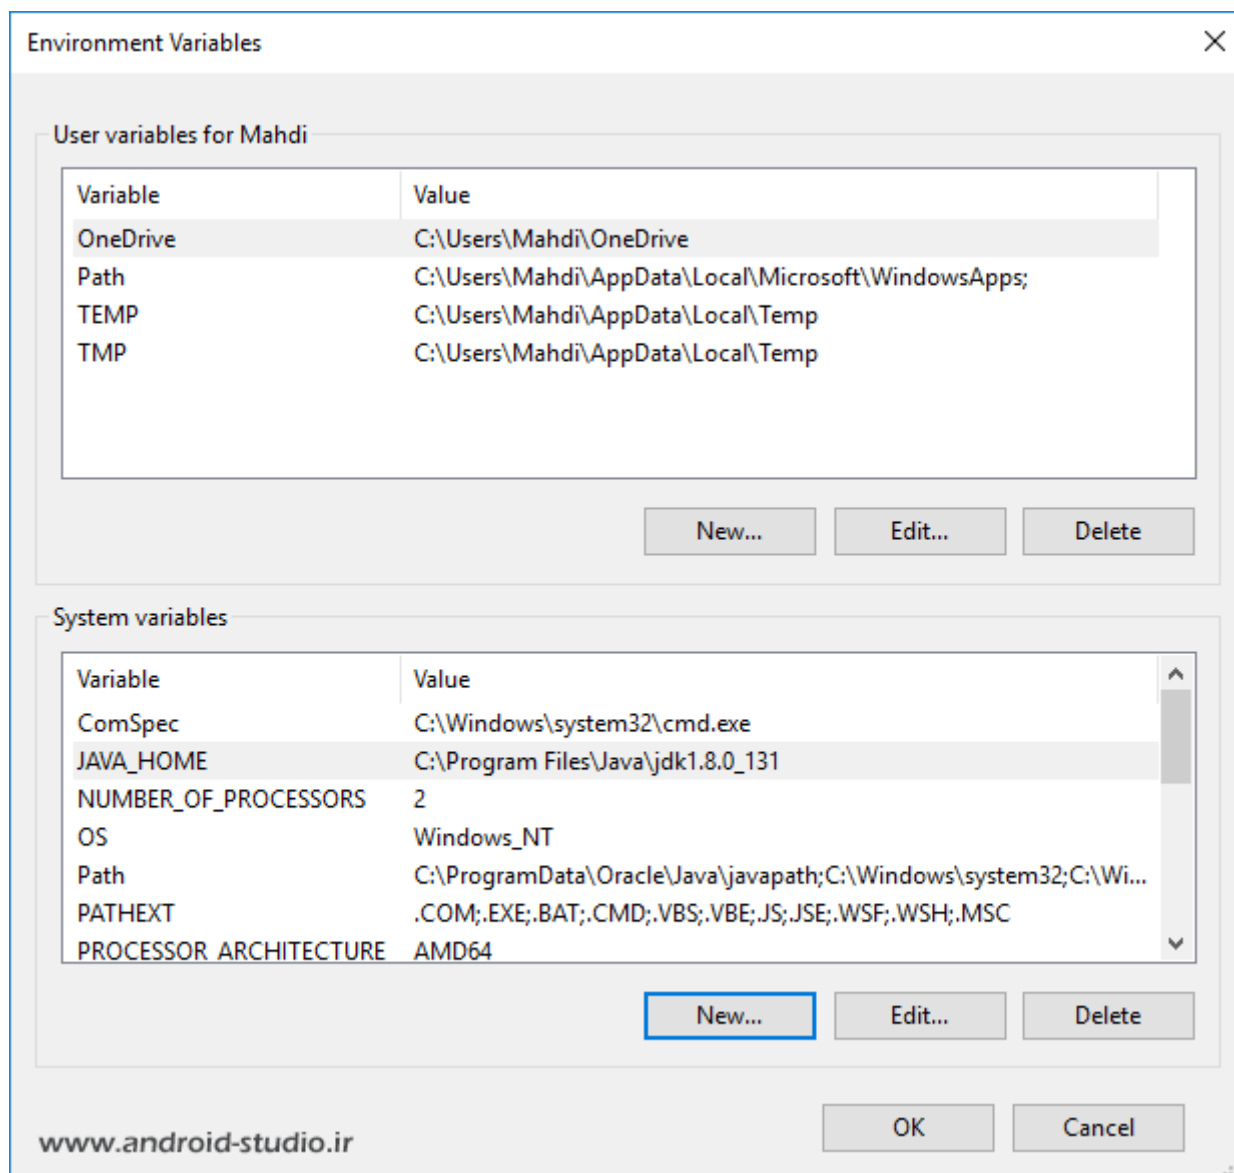 Environment Variables
User variables for Mahdi
Variable Value
OneDrive C:\Users\Mahdi\OneDrive
Path C:\Users\Mahdi\AppData\Local\Microsoft\WindowsApps;
TEMP C:\Users\Mahdi\AppData\Local\Temp
TMP C:\Users\Mahdi\AppData\Local\Temp
New... Edit... Delete
System variables
Variable Value
ComSpec C:\Windows\system32\cmd.exe
JAVA_HOME C:\Program Files\Java\jdk1.8.0_131
NUMBER_OF_PROCESSORS 2
OS Windows_NT
Path C:\ProgramData\Oracle\Java\javapath;C:\Windows\system32;C:\Wi...
PATHEXT .COM;.EXE;.BAT;.CMD;.VBS;.VBE;.JS;.JSE;.WSF;.WSH;.MSC
PROCESSOR_ARCHITECTURE AMD64
New... Edit... Delete
OK Cancel
www.android-studio.ir